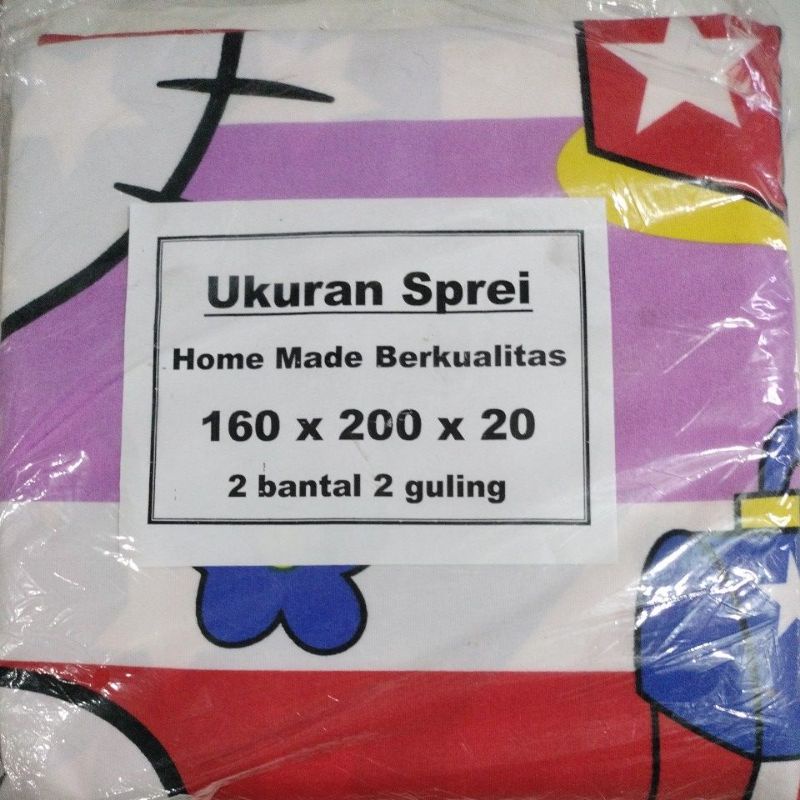 Ukuran Sprei
Home Made Berkualitas
160 x 200 x 20
2 bantal 2 guling